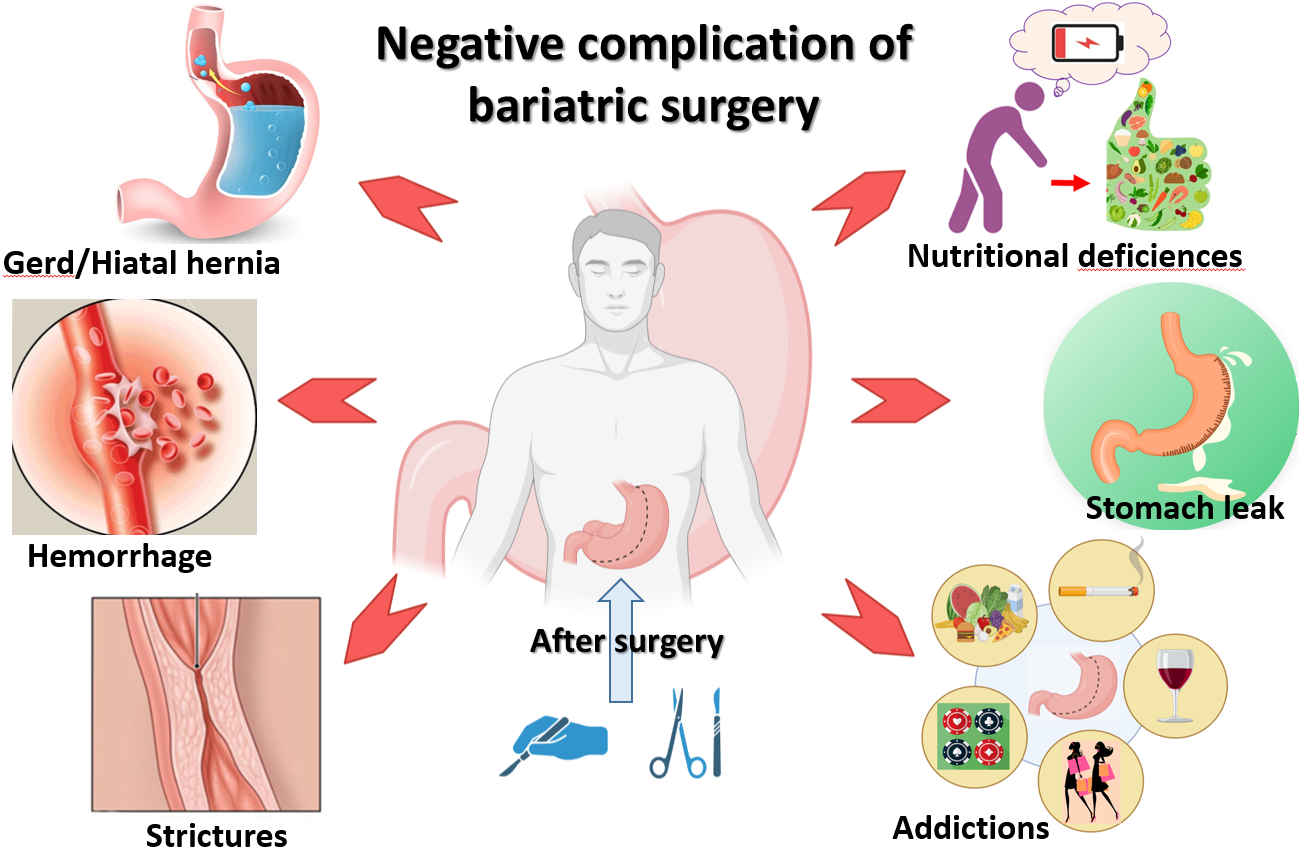 Negative complication of
bariatric surgery
Gerd/Hiatal hernia
Nutritional deficiences
Hemorrhage
Stomach leak
After surgery
Strictures
Addictions